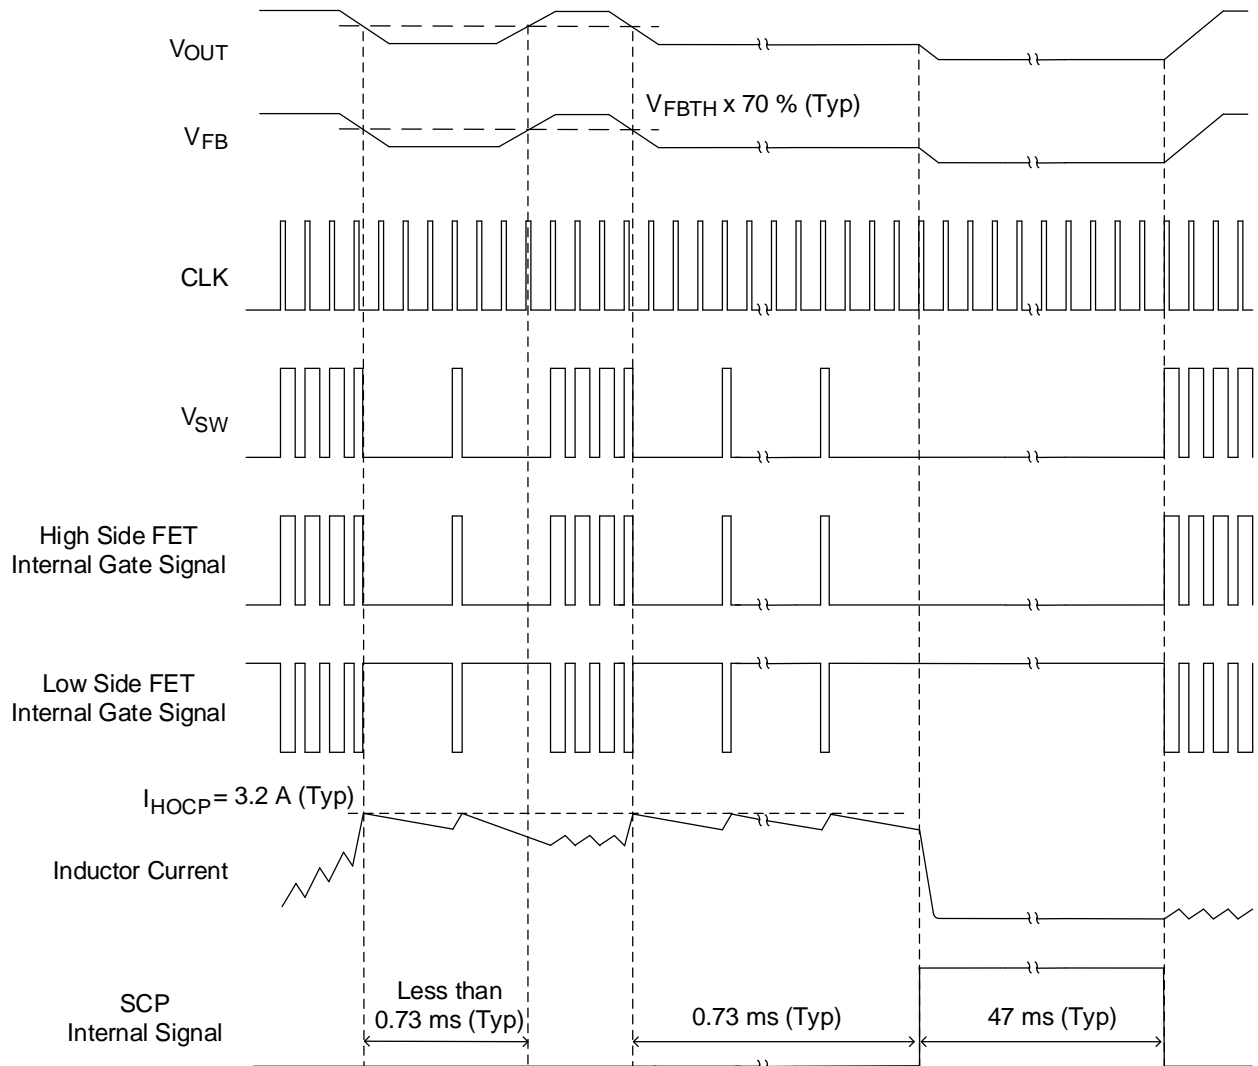 VOUT
VFBTH x 70 % (Typ)
VFB
CLK
VSW
High Side FET
Internal Gate Signal
Low Side FET
Internal Gate Signal
IHOCP = 3.2 A (Typ)
Inductor Current
SCP
Internal Signal
Less than
0.73 ms (Typ)
0.73 ms (Typ)
47 ms (Typ)